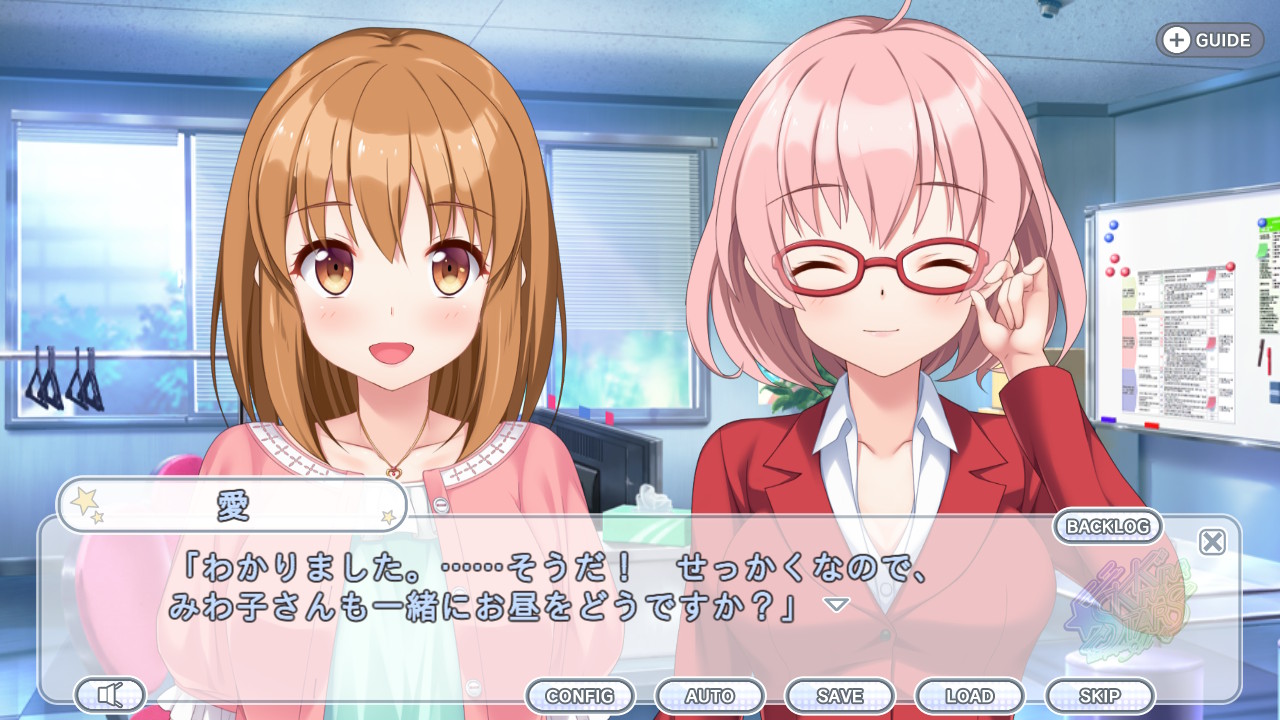 GUIDE
愛
BACKLOG
「わかりました。……そうだ！　せっかくなので、
みわ子さんも一緒にお昼をどうですか？」
CONFIG
AUTO
SAVE
LOAD
SKIP